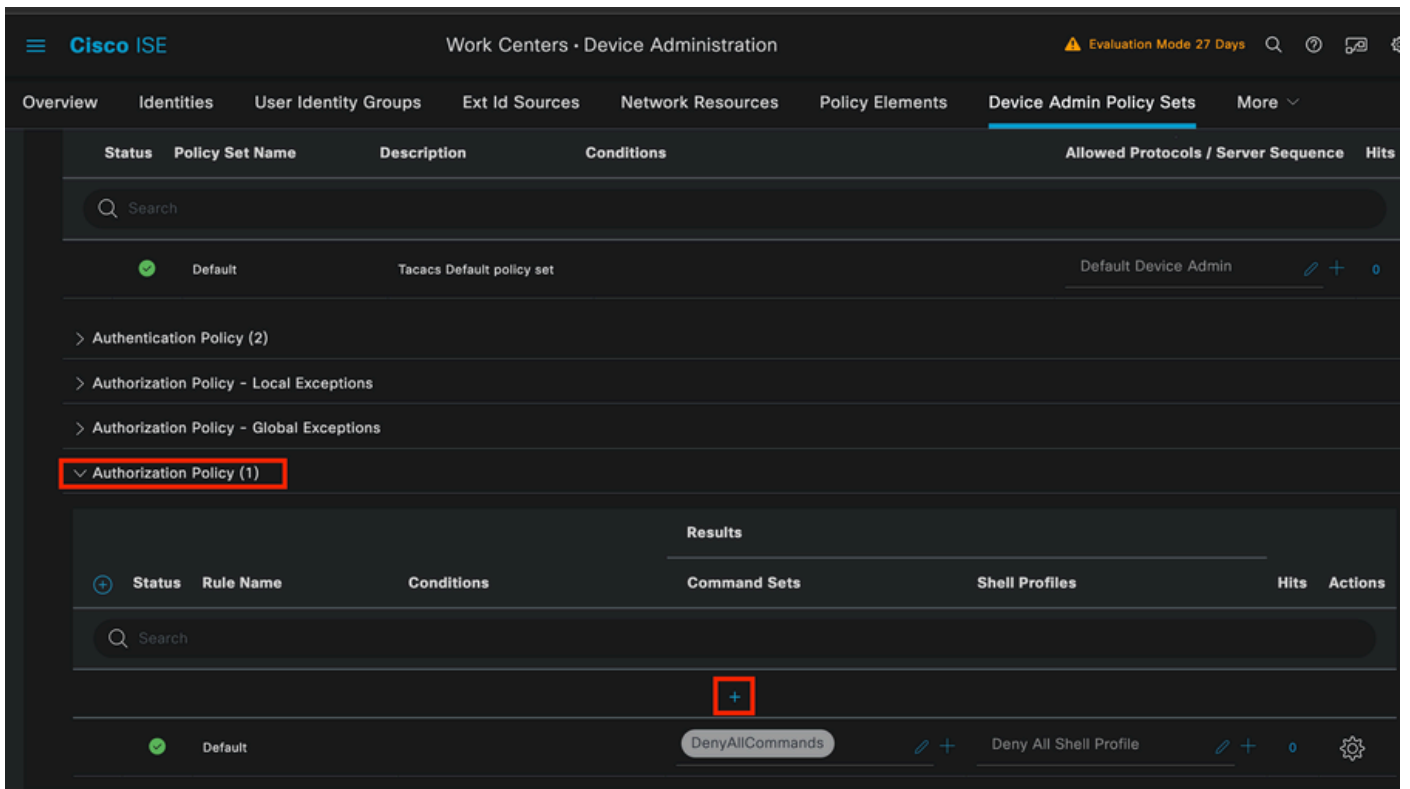 Cisco ISE Work Centers · Device Administration Evaluation Mode 27 Days
Overview Identities User Identity Groups Ext Id Sources Network Resources Policy Elements Device Admin Policy Sets More
Status Policy Set Name Description Conditions Allowed Protocols / Server Sequence Hits
Search
Default Tacacs Default policy set Default Device Admin 0
Authentication Policy (2)
Authorization Policy - Local Exceptions
Authorization Policy - Global Exceptions
Authorization Policy (1)
Results
Status Rule Name Conditions Command Sets Shell Profiles Hits Actions
Search
+
Default DenyAllCommands Deny All Shell Profile 0